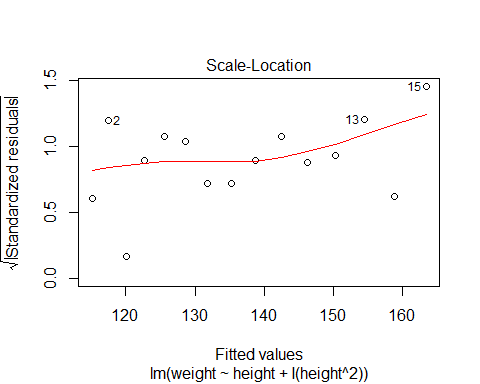 Scale-Location
√|Standardized residuals|
1.5
1.0
0.5
0.0
2
13
15
120 130 140 150 160
Fitted values
lm(weight ~ height + I(height^2))